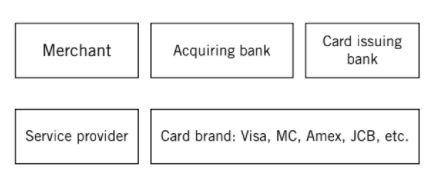 Merchant
Acquiring bank
Card issuing
bank
Service provider
Card brand: Visa, MC, Amex, JCB, etc.